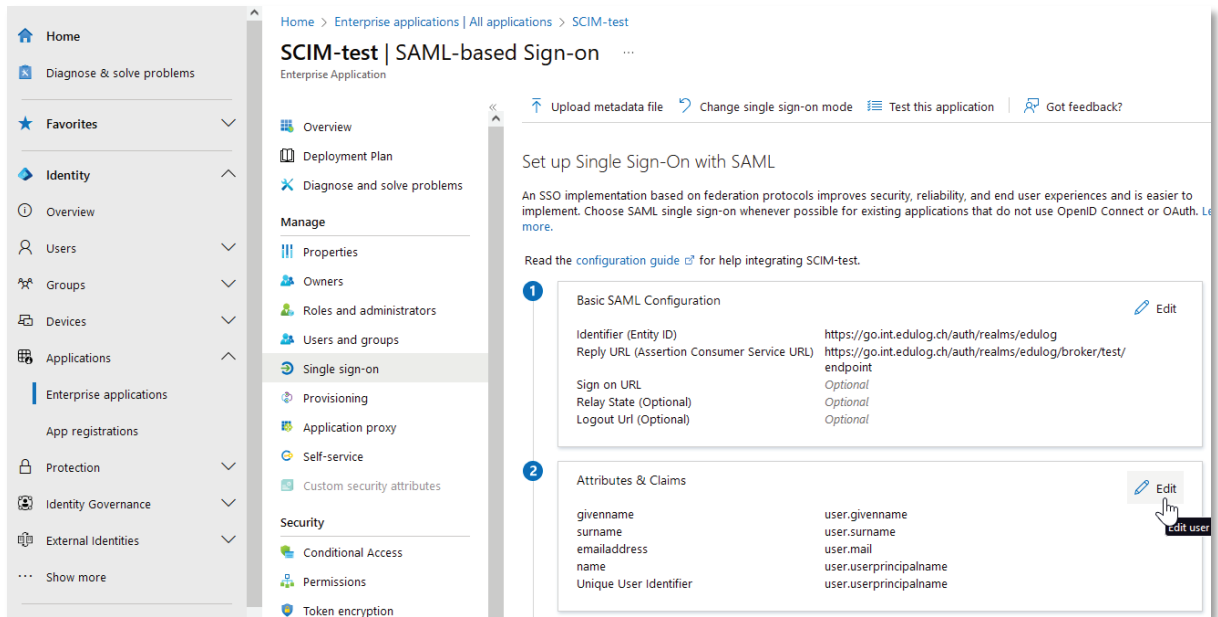 Home
Diagnose & solve problems
Favorites
Identity
Overview
Users
Groups
Devices
Applications
Enterprise applications
App registrations
Protection
Identity Governance
External Identities
Show more
Home > Enterprise applications | All applications > SCIM-test
SCIM-test | SAML-based Sign-on ...
Enterprise Application
Overview
Deployment Plan
Diagnose and solve problems
Manage
Properties
Owners
Roles and administrators
Users and groups
Single sign-on
Provisioning
Application proxy
Self-service
Custom security attributes
Security
Conditional Access
Permissions
Token encryption
Upload metadata file Change single sign-on mode Test this application Got feedback?
Set up Single Sign-On with SAML
An SSO implementation based on federation protocols improves security, reliability, and end user experiences and is easier to
implement. Choose SAML single sign-on whenever possible for existing applications that do not use OpenID Connect or OAuth. Le
more.
Read the configuration guide for help integrating SCIM-test.
1
Basic SAML Configuration
Edit
Identifier (Entity ID) https://go.int.edulog.ch/auth/realms/edulog
Reply URL (Assertion Consumer Service URL) https://go.int.edulog.ch/auth/realms/edulog/broker/test/
endpoint
Sign on URL Optional
Relay State (Optional) Optional
Logout Url (Optional) Optional
2
Attributes & Claims
Edit
Edit user
givenname user.givenname
surname user.surname
emailaddress user.mail
name user.userprincipalname
Unique User Identifier user.userprincipalname